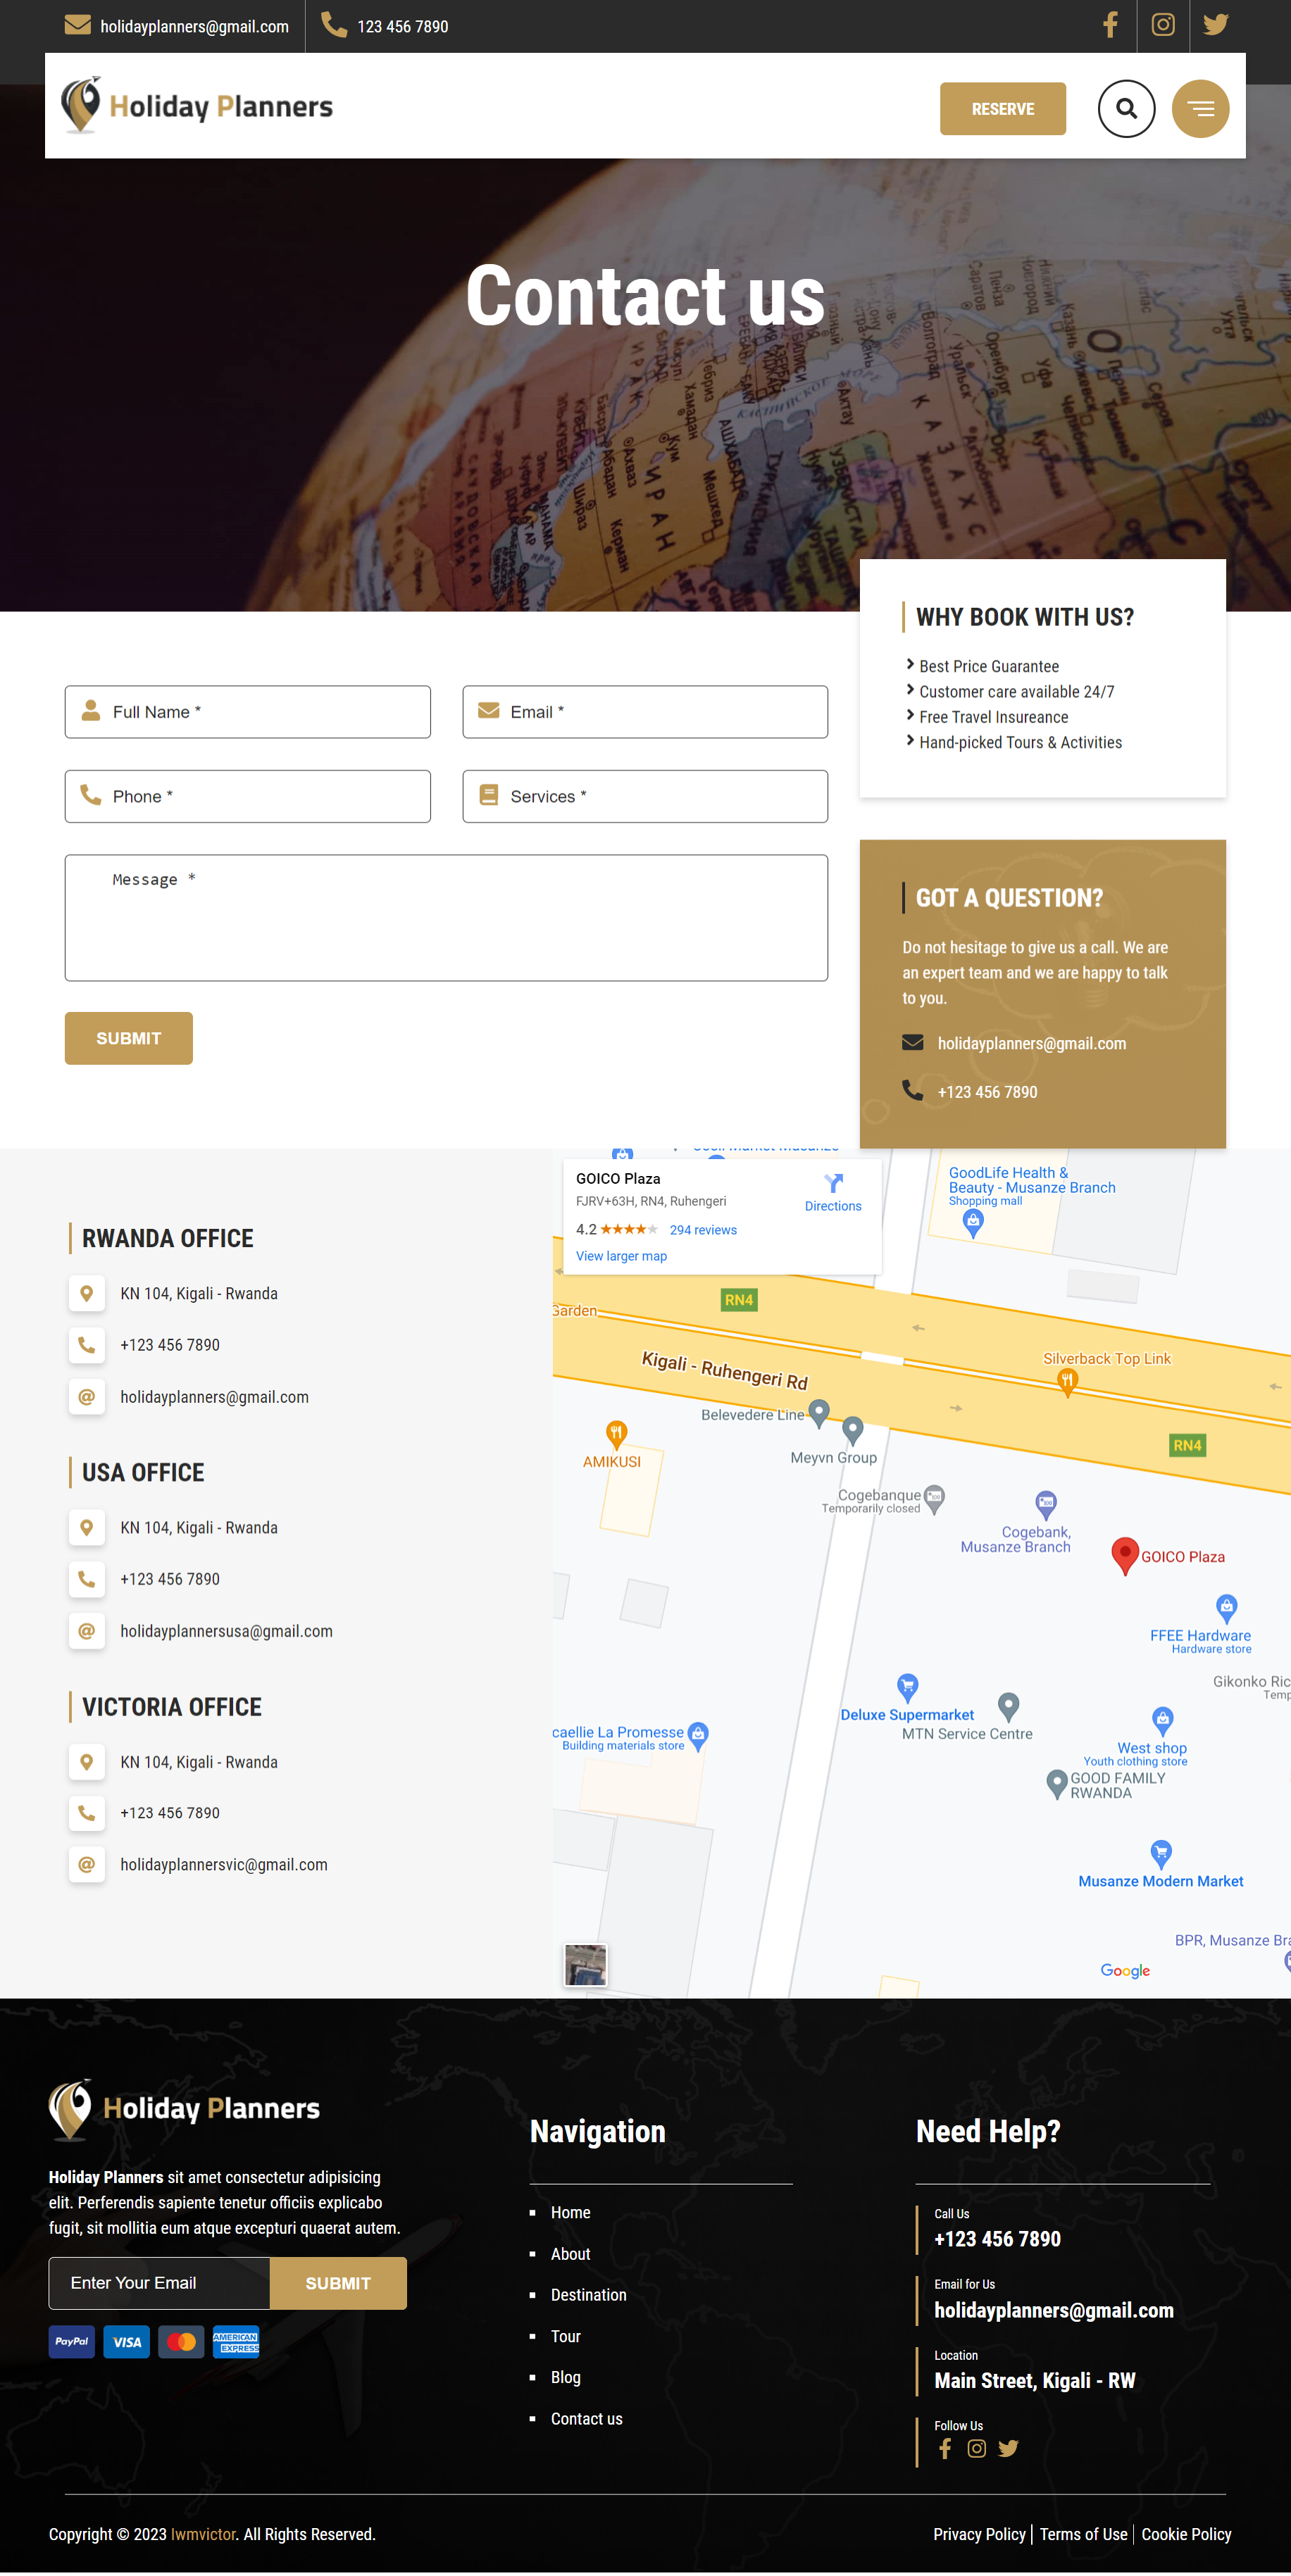 holidayplanners@gmail.com
123 456 7890
Holiday Planners
RESERVE
Contact us
WHY BOOK WITH US?
Best Price Guarantee
Customer care available 24/7
Free Travel Insureance
Hand-picked Tours & Activities
Full Name *
Email *
Phone *
Services *
Message *
SUBMIT
GOT A QUESTION?
Do not hesitage to give us a call. We are
an expert team and we are happy to talk
to you.
holidayplanners@gmail.com
+123 456 7890
RWANDA OFFICE
KN 104, Kigali - Rwanda
+123 456 7890
holidayplanners@gmail.com
USA OFFICE
KN 104, Kigali - Rwanda
+123 456 7890
holidayplannersusa@gmail.com
VICTORIA OFFICE
KN 104, Kigali - Rwanda
+123 456 7890
holidayplannersvic@gmail.com
GOICO Plaza
FJRV+63H, RN4, Ruhengeri
4.2
294 reviews
View larger map
Directions
GoodLife Health &
Beauty - Musanze Branch
Shopping mall
RN4
Garden
Kigali - Ruhengeri Rd
Silverback Top Link
Belevedere Line
Meyvn Group
RN4
AMIKUSI
Cogebanque
Temporarily closed
Cogebank,
Musanze Branch
GOICO Plaza
FFEE Hardware
Hardware store
Gikonko Ric
Temp
Deluxe Supermarket
MTN Service Centre
caellie La Promesse
Building materials store
West shop
Youth clothing store
GOOD FAMILY
RWANDA
Musanze Modern Market
BPR, Musanze Bra
Google
Holiday Planners
Holiday Planners sit amet consectetur adipisicing
elit. Perferendis sapiente tenetur officiis explicabo
fugit, sit mollitia eum atque excepturi quaerat autem.
Enter Your Email
SUBMIT
PayPal
VISA
AMERICAN
EXPRESS
Navigation
Home
About
Destination
Tour
Blog
Contact us
Need Help?
Call Us
+123 456 7890
Email for Us
holidayplanners@gmail.com
Location
Main Street, Kigali - RW
Follow Us
Copyright © 2023 Iwmvictor. All Rights Reserved.
Privacy Policy
Terms of Use
Cookie Policy